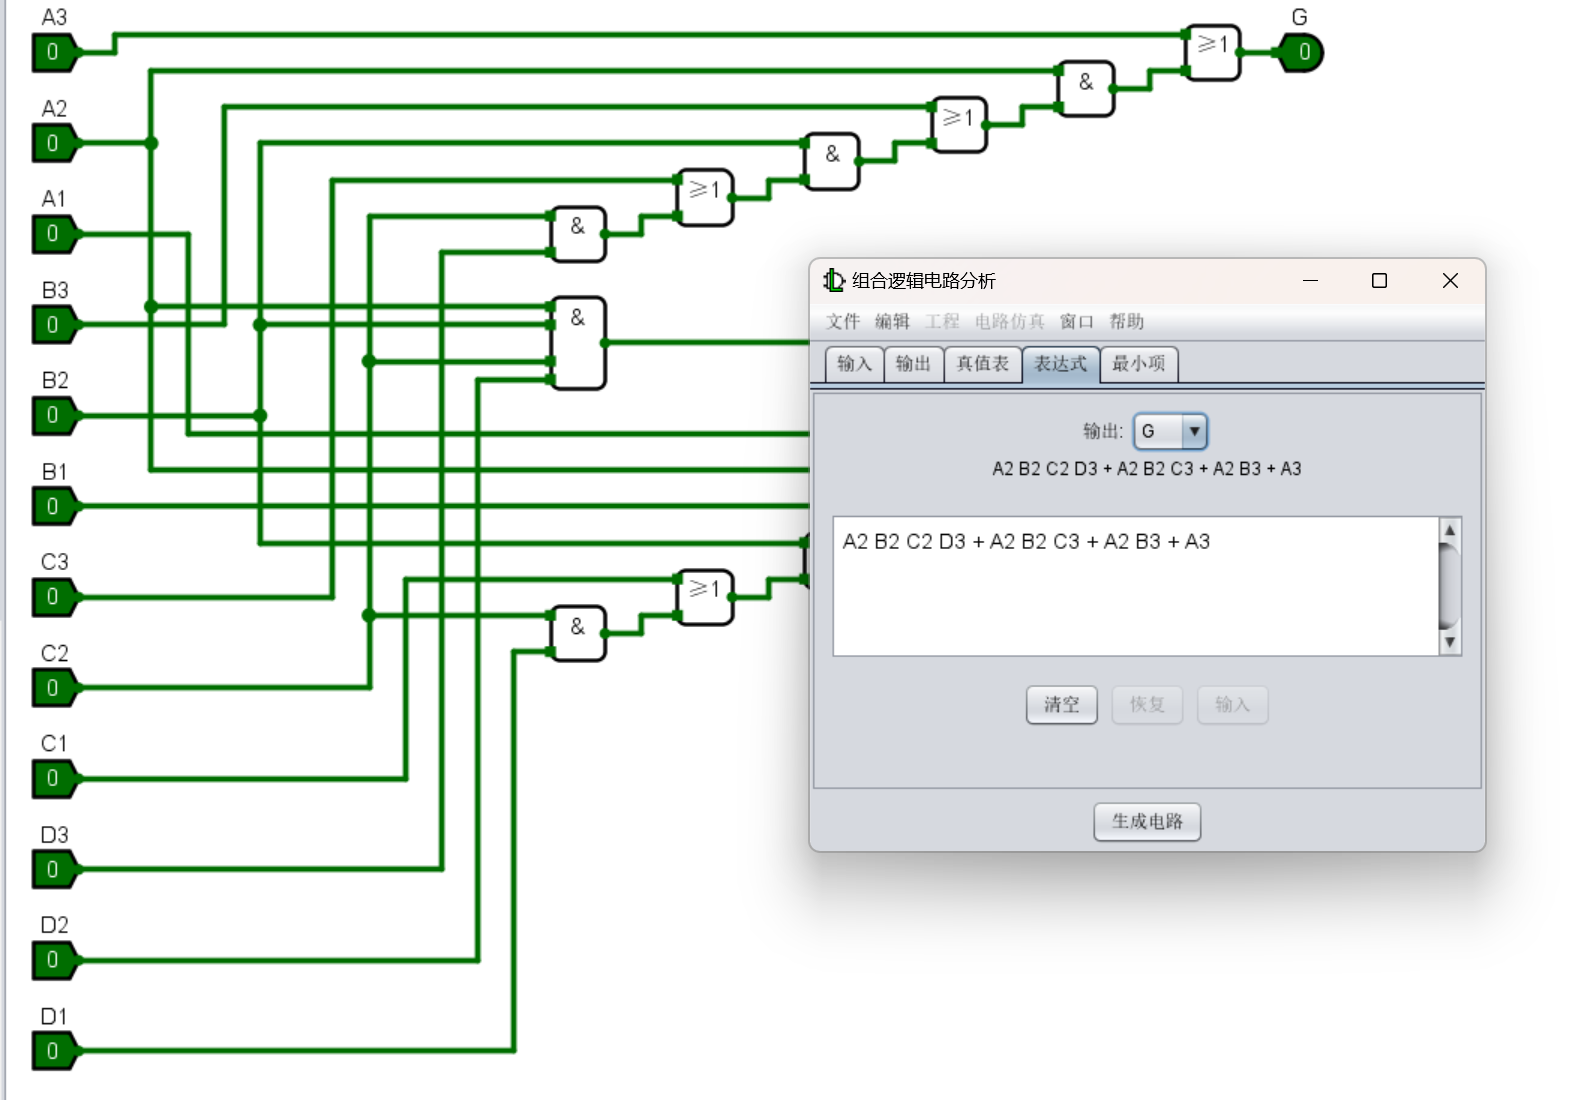 A3
0
≥1
G
0
&
A2
0
≥1
&
A1
0
≥1
&
B3
0
&
B2
0
B1
0
C3
0
≥1
&
C2
0
C1
0
D3
0
D2
0
D1
0
组合逻辑电路分析
文件 编辑 工程 电路仿真 窗口 帮助
输入 输出 真值表 表达式 最小项
输出: G
A2 B2 C2 D3 + A2 B2 C3 + A2 B3 + A3
A2 B2 C2 D3 + A2 B2 C3 + A2 B3 + A3
清空 恢复 输入
生成电路